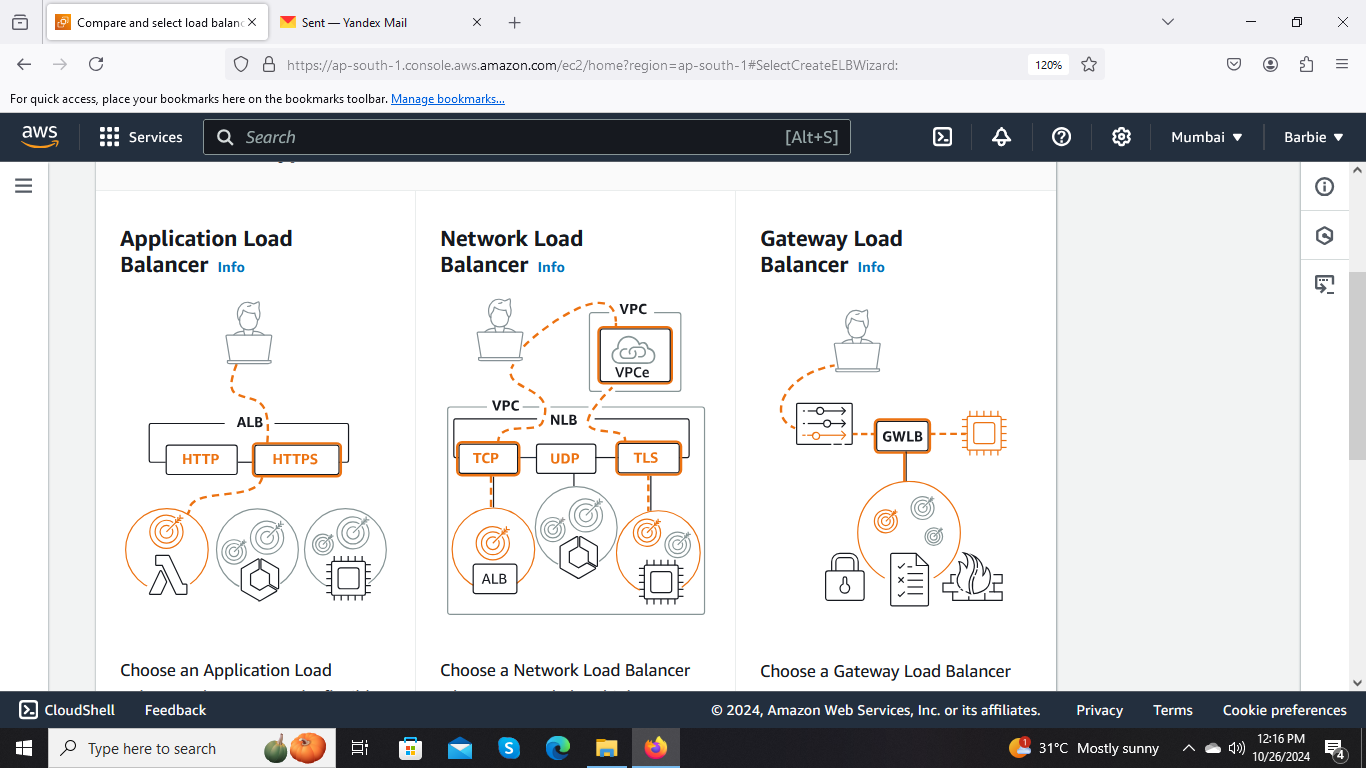 Compare and select load balanc
Sent — Yandex Mail
https://ap-south-1.console.aws.amazon.com/ec2/home?region=ap-south-1#SelectCreateELBWizard:
120%
For quick access, place your bookmarks here on the bookmarks toolbar. Manage bookmarks...
aws
Services
Search
[Alt+S]
Mumbai
Barbie
Application Load
Balancer Info
ALB
HTTP
HTTPS
Choose an Application Load
Network Load
Balancer Info
VPC
VPCe
VPC
NLB
TCP
UDP
TLS
ALB
Choose a Network Load Balancer
Gateway Load
Balancer Info
GWLB
Choose a Gateway Load Balancer
CloudShell
Feedback
© 2024, Amazon Web Services, Inc. or its affiliates.
Privacy
Terms
Cookie preferences
Type here to search
1
31°C Mostly sunny
12:16 PM
10/26/2024
4